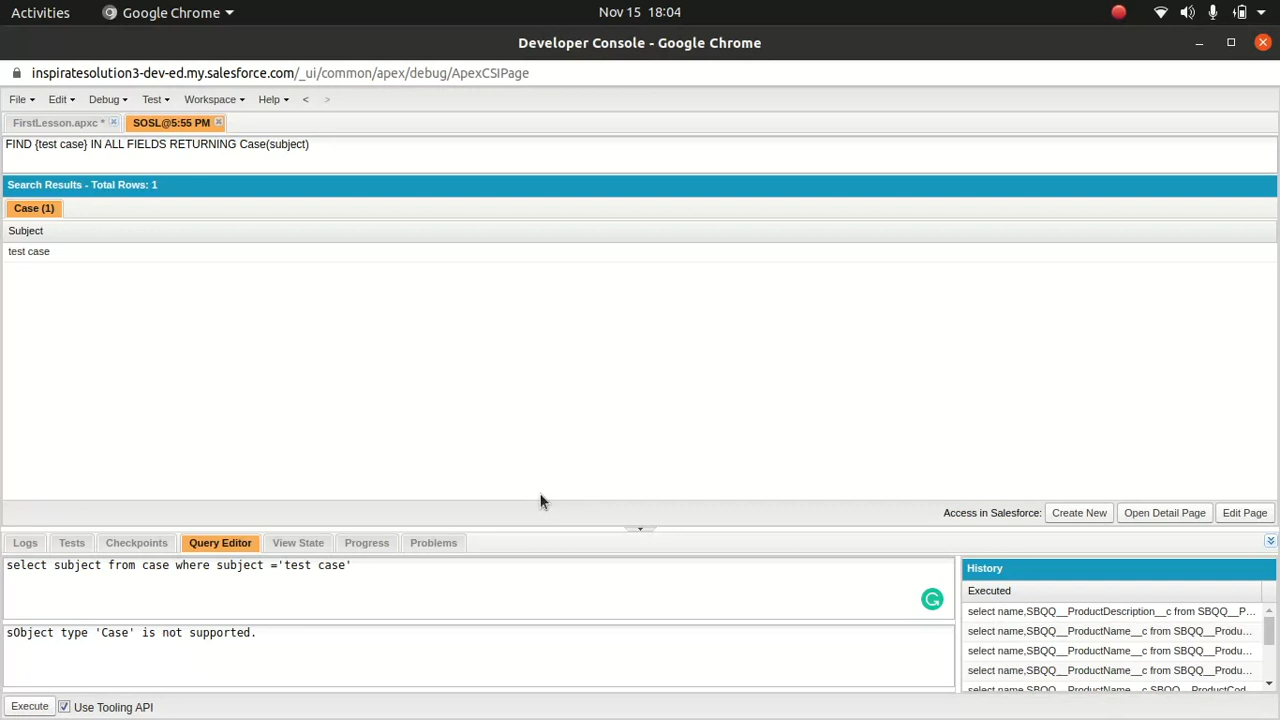 Activities Google Chrome Nov 15 18:04
Developer Console - Google Chrome
inspiratesolution3-dev-ed.my.salesforce.com/_ui/common/apex/debug/ApexCSIPage
File Edit Debug Test Workspace Help < >
FirstLesson.apxc * SOSL@5:55 PM
FIND {test case} IN ALL FIELDS RETURNING Case(subject)
Search Results - Total Rows: 1
Case (1)
Subject
test case
Access in Salesforce: Create New Open Detail Page Edit Page
Logs Tests Checkpoints Query Editor View State Progress Problems
select subject from case where subject ='test case'
sObject type 'Case' is not supported.
History
Executed
select name,SBQQ__ProductDescription__c from SBQQ__P...
select name,SBQQ__ProductName__c from SBQQ__Produ...
select name,SBQQ__ProductName__c from SBQQ__Produ...
select name,SBQQ__ProductName__c from SBQQ__Produ...
select name,SBQQ__ProductName__c,SBQQ__ProductCod...
Execute Use Tooling API